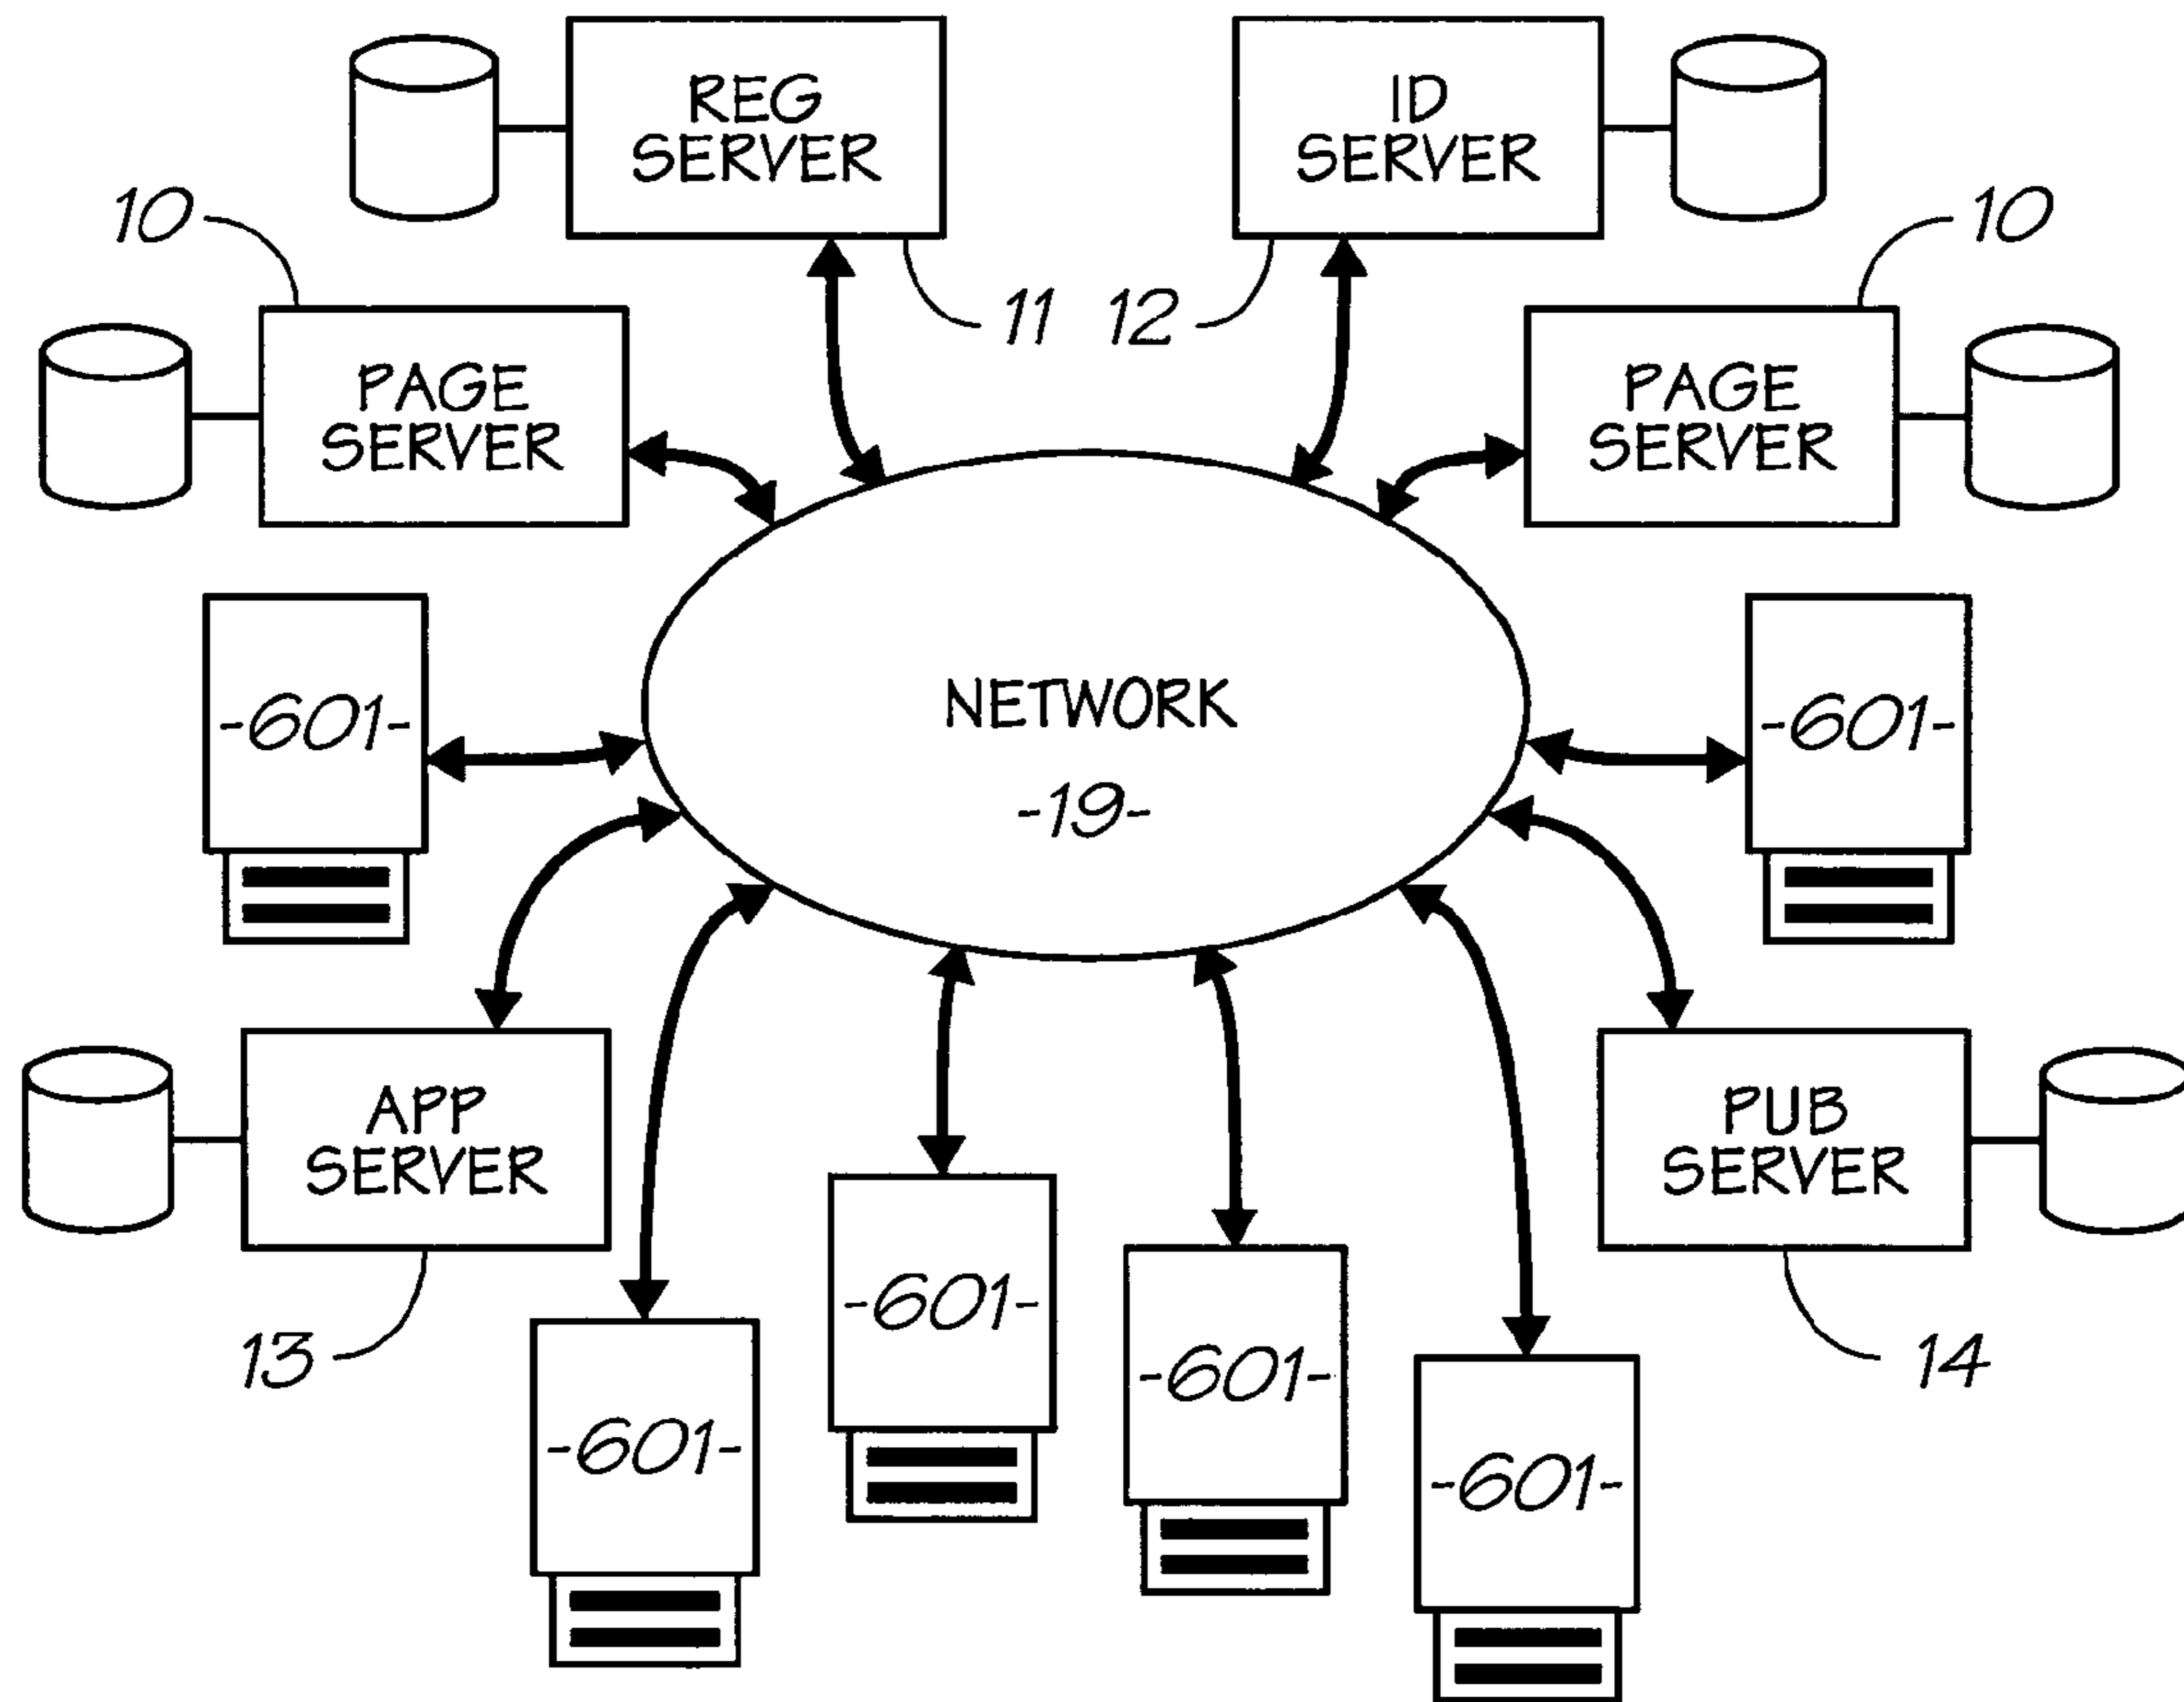 REG
SERVER
ID
SERVER
10
10
11
12
PAGE
SERVER
PAGE
SERVER
-601-
NETWORK
-19-
-601-
APP
SERVER
PUB
SERVER
13
-601-
-601-
-601-
-601-
14